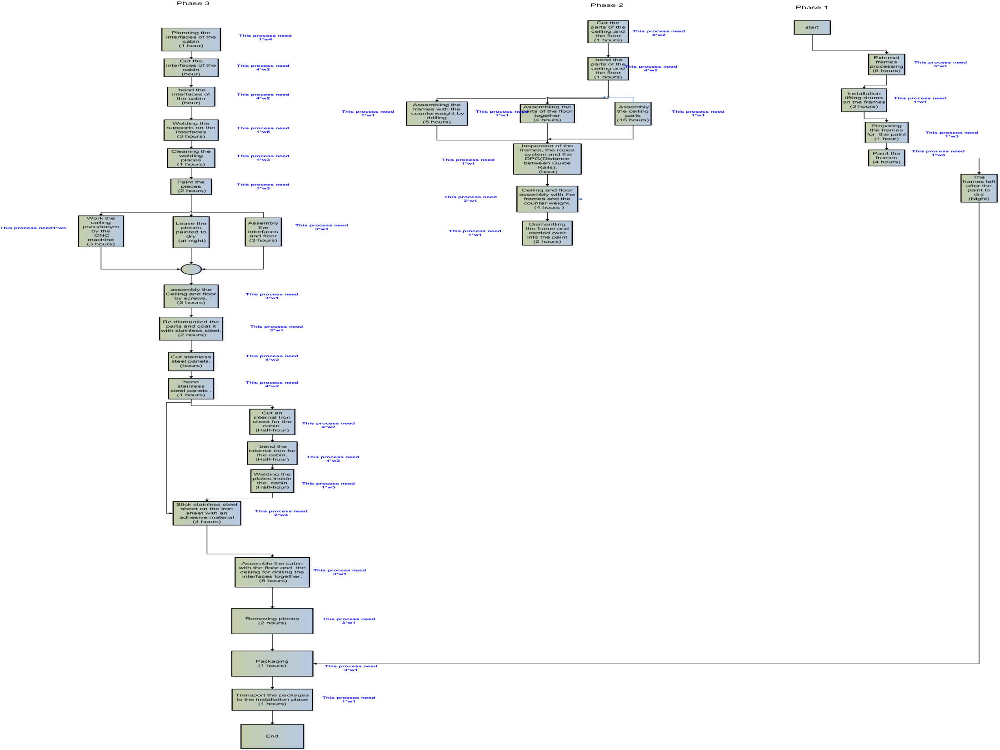 Phase 3
Planning the
interfaces of the
cabin
(1 hour)
This process need
1*w4
Cut the
interfaces of the
cabin
(hour)
This process need
4*w2
bend the
interfaces of
the cabin
(hour)
This process need
4*w2
Welding the
supports on the
interfaces
(3 hours)
This process need
1*w5
Cleaning the
welding
places
(1 hours)
This process need
1*w3
Paint the
pieces
(2 hours)
This process need
1*w3
This process need1*w5
Work the
ceiling
pseudonym
by the
CNC
machine
(3 hours)
Leave the
pieces
painted to
dry
(at night)
Assembly
the
interfaces
and floor
(3 hours)
This process need
3*w1
assembly the
Ceiling and floor
by screws.
(3 hours)
This process need
3*w1
Re dismantled the
parts and coat it
with stainless steel.
(2 hours)
This process need
3*w1
Cut stainless
steel panels.
(hours)
This process need
4*w2
bend
stainless
steel panels .
(1 hours)
This process need
4*w2
Cut an
internal Iron
sheet for the
cabin.
(Half-hour)
This process need
4*w2
bend the
internal iron for
the cabin.
(Half-hour)
This process need
4*w2
Welding the
plates inside
the cabin
(Half-hour)
This process need
1*w5
Stick stainless steel
sheet on the iron
sheet with an
adhesive material
(4 hours)
This process need
2*w4
Assemble the cabin
with the floor and the
ceiling for drilling the
interfaces together.
(8 hours)
This process need
3*w1
Removing pieces
(2 hours)
This process need
3*w1
Packaging
(1 hours)
This process need
3*w1
Transport the packages
to the installation place
(1 hours)
This process need
1*w1
End
Phase 2
Cut the
parts of the
ceiling and
the floor
(1 hours)
This process need
4*w2
bend the
parts of the
ceiling and
the floor
(1 hours)
This process need
4*w2
This process need
1*w1
Assembling the
frames with the
counterweight by
drilling
(5 hours)
This process need
1*w1
Assembling the
parts of the floor
together
(4 hours)
Assembly
the ceiling
parts
(16 hours)
This process need
1*w1
This process need
1*w1
Inspection of the
frames, the ropes
system and the
DPG(Distance
between Guide
Rails).
(hour)
This process need
3*w1
Ceiling and floor
assembly with the
frames and the
counter weight.
(4 hours )
This process need
1*w1
Dismantling
the frame and
carried over
into the paint
(2 hours)
Phase 1
start
External
frames
processing
(6 hours)
This process need
3*w1
Installation
lifting drums
on the frames
(3 hours)
This process need
1*w1
Preparing
the frames
for the paint
(1 hour)
This process need
1*w3
Paint the
frames
(4 hours)
This process need
1*w3
The
frames left
after the
paint to
dry
(Night)